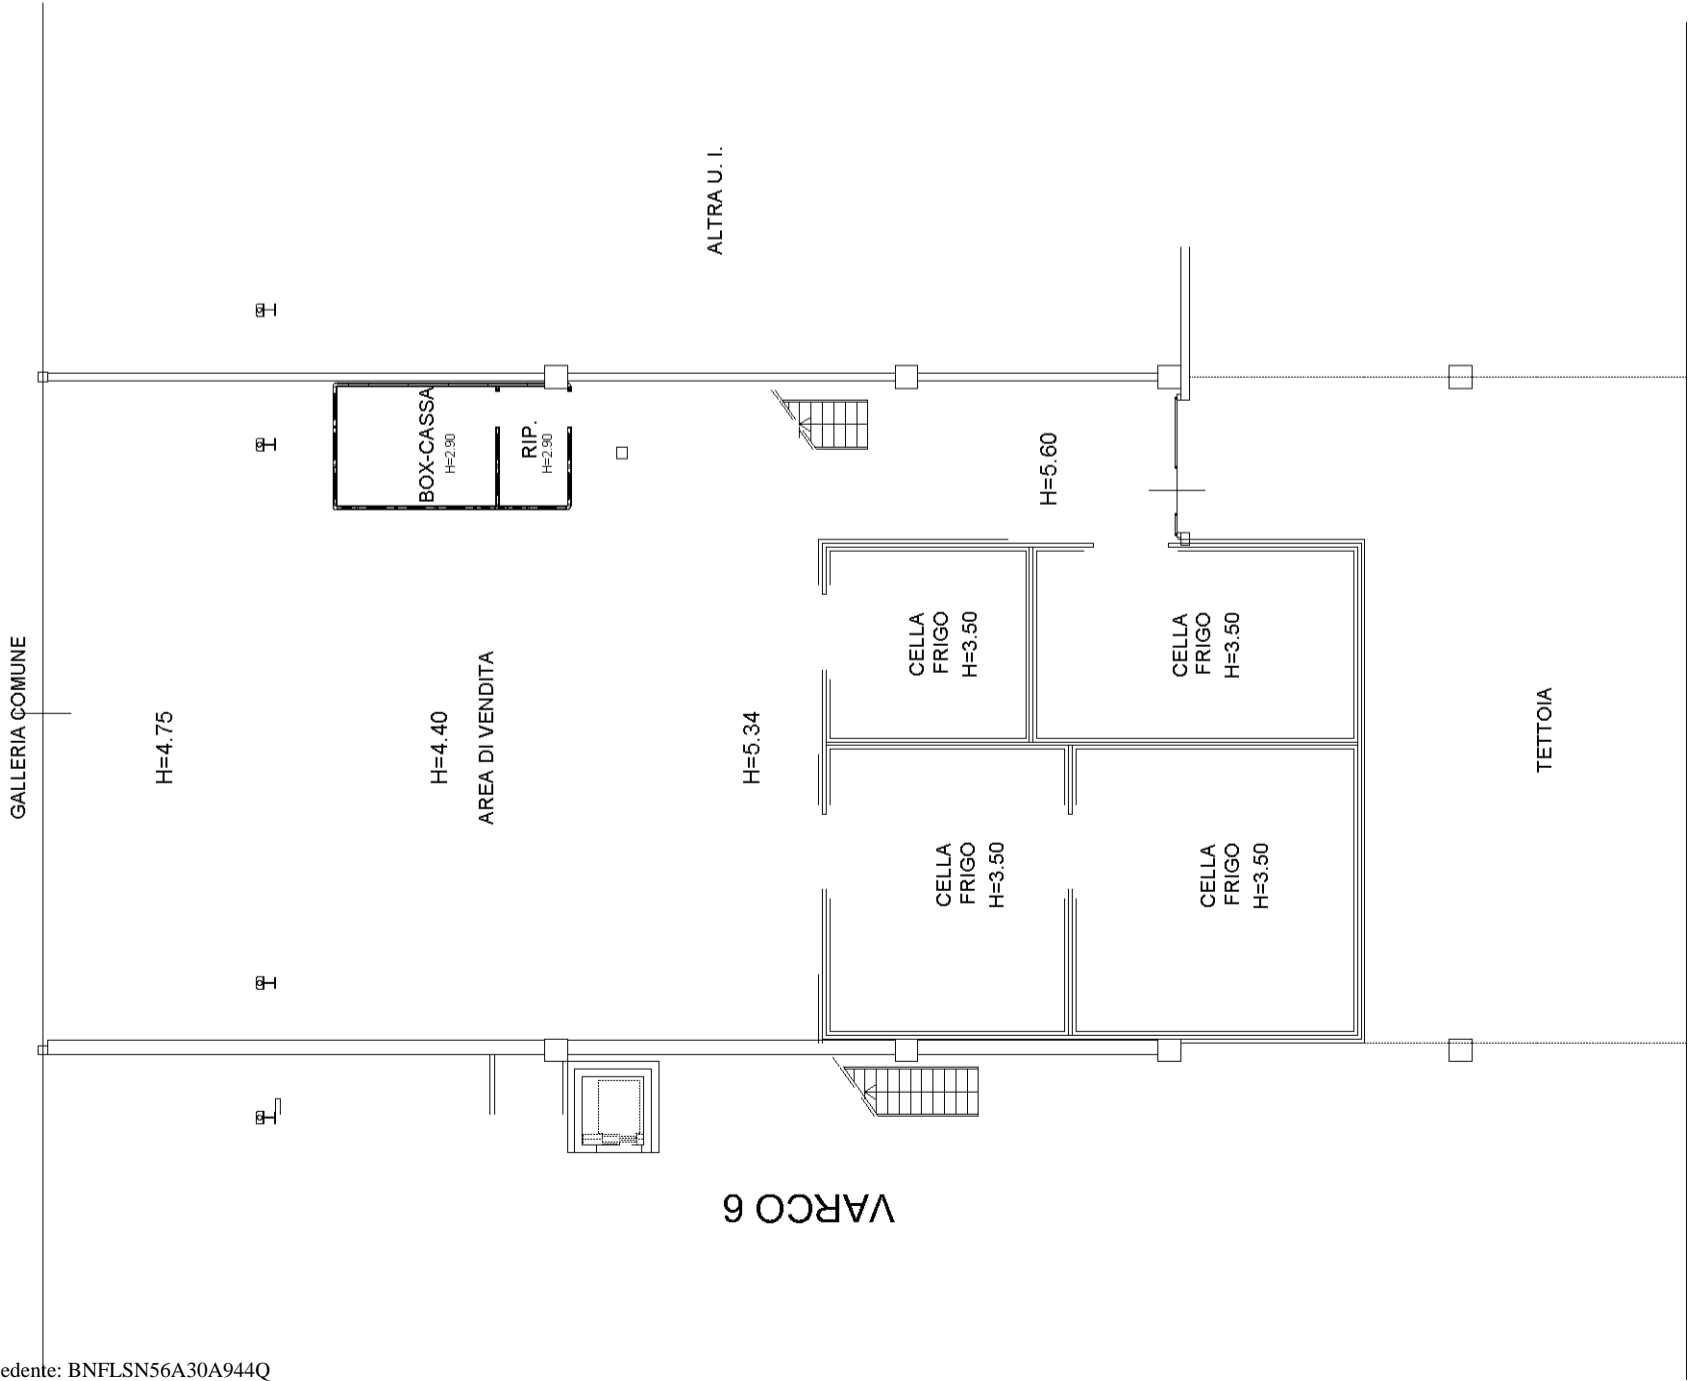 GALLERIA COMUNE
H=4.75
H=4.40
AREA DI VENDITA
H=5.34
BOX-CASSA
H=2.90
RIP.
H=2.90
ALTRA U. I.
H=5.60
CELLA
FRIGO
H=3.50
CELLA
FRIGO
H=3.50
CELLA
FRIGO
H=3.50
CELLA
FRIGO
H=3.50
TETTOIA
VARCO 6
edente: BNFLSN56A30A944Q